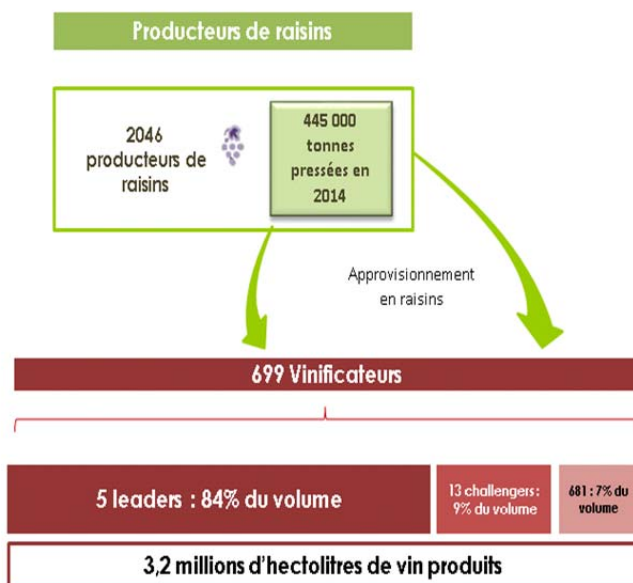 Producteurs de raisins
2046
producteurs de
raisins
445 000
tonnes
pressées en
2014
Approvisionnement
en raisins
699 Vinificateurs
5 leaders : 84% du volume
13 challengers :
9% du volume
681 : 7% du
volume
3,2 millions d'hectolitres de vin produits